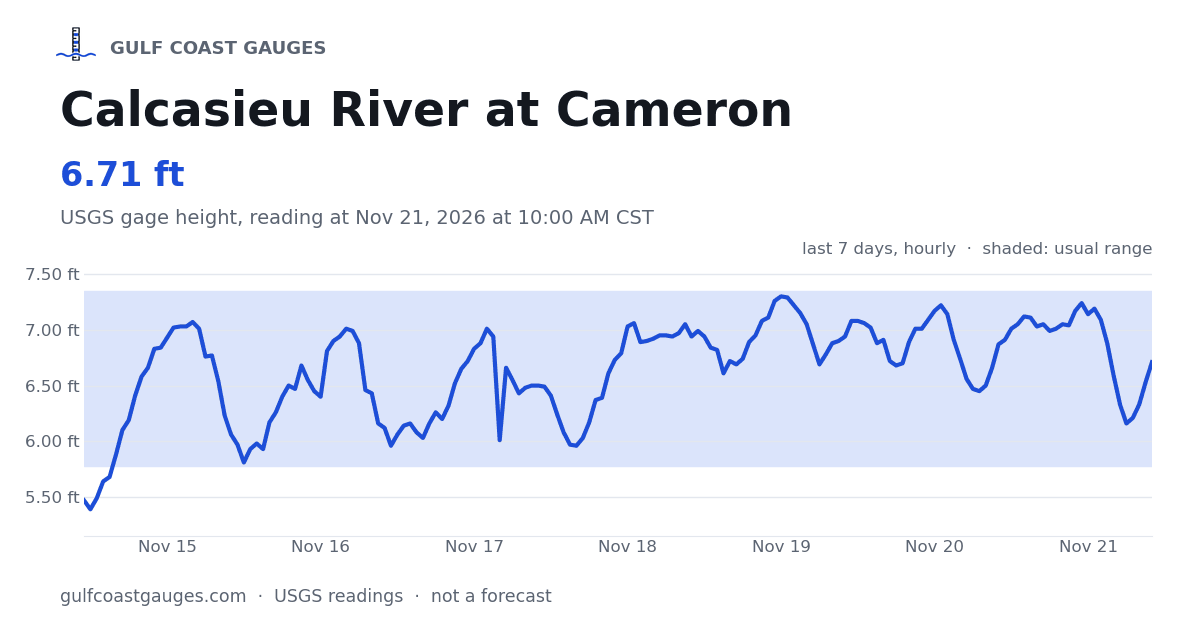 GULF COAST GAUGES
Calcasieu River at Cameron
6.71 ft
USGS gage height, reading at Nov 21, 2026 at 10:00 AM CST
last 7 days, hourly · shaded: usual range
7.50 ft
7.00 ft
6.50 ft
6.00 ft
5.50 ft
Nov 15 Nov 16 Nov 17 Nov 18 Nov 19 Nov 20 Nov 21
gulfcoastgauges.com · USGS readings · not a forecast